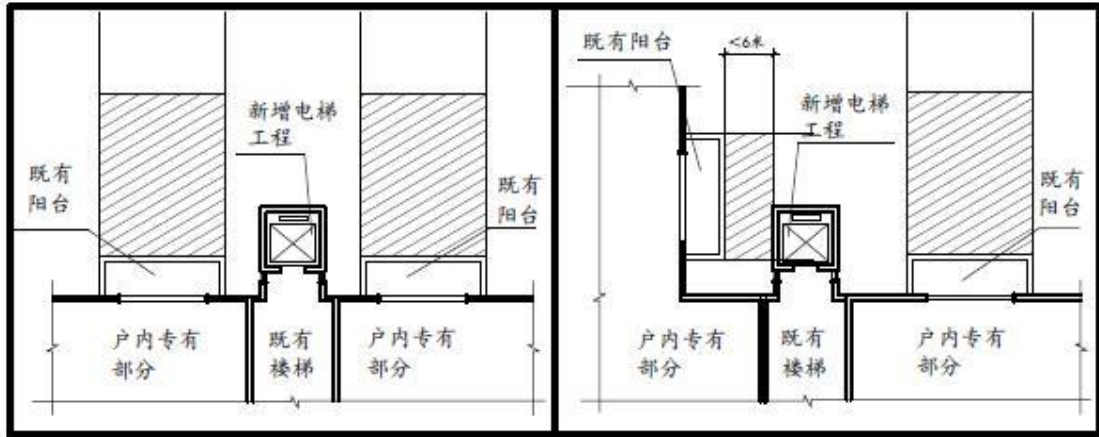 新增电梯
工程
既有
阳台
既有
阳台
户内专有
部分
既有
楼梯
户内专有
部分
既有阳台
<6米
新增电梯
工程
既有
阳台
户内专有
部分
既有
楼梯
户内专有
部分